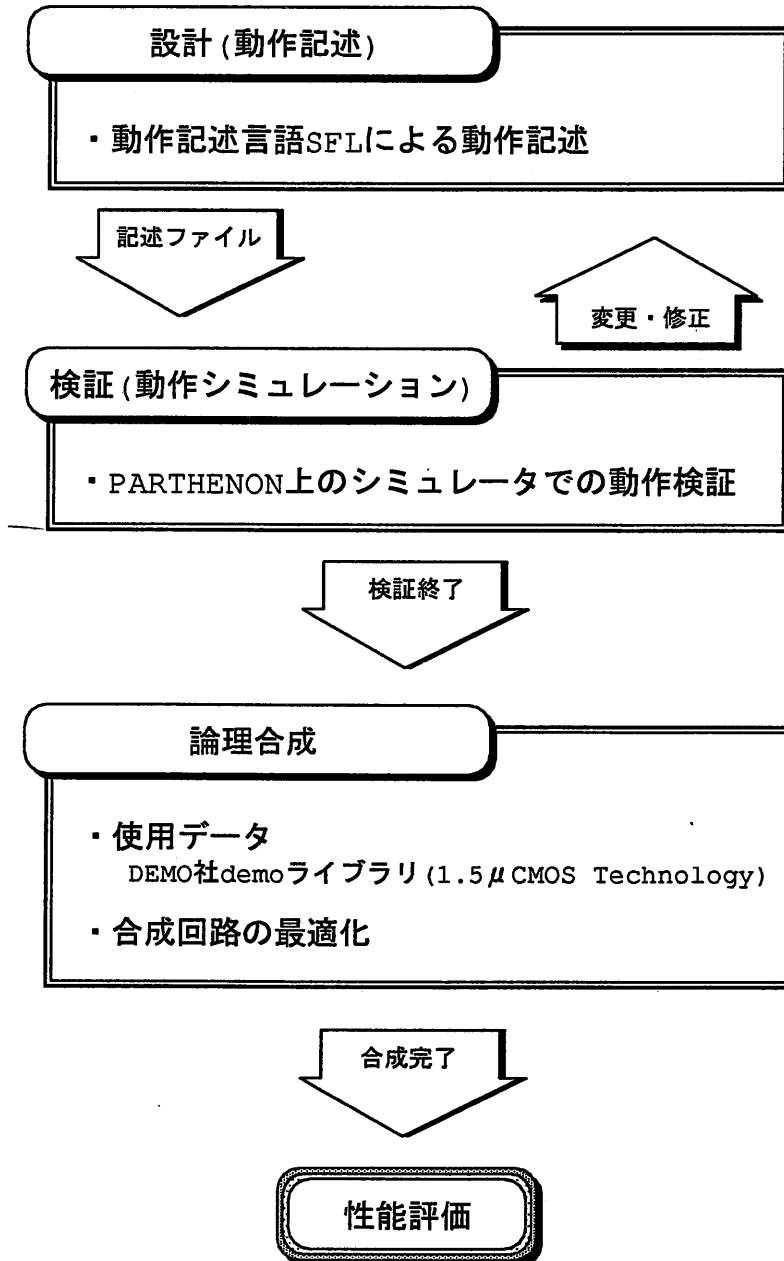 設計(動作記述)
・動作記述言語SFLによる動作記述
記述ファイル
変更・修正
検証(動作シミュレーション)
・PARTHENON上のシミュレータでの動作検証
検証終了
論理合成
・使用データ
DEMO社demoライブラリ(1.5μCMOS Technology)
・合成回路の最適化
合成完了
性能評価